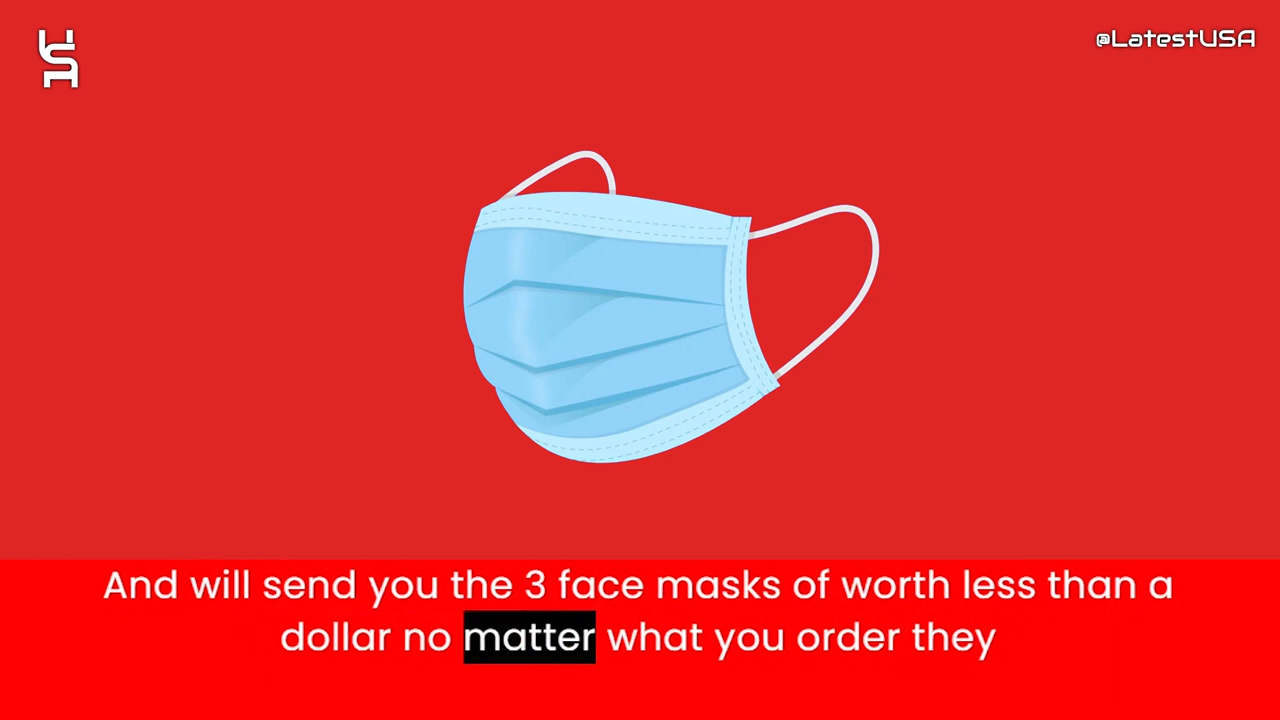 USA
@LatestUSA
And will send you the 3 face masks of worth less than a
dollar no matter what you order they